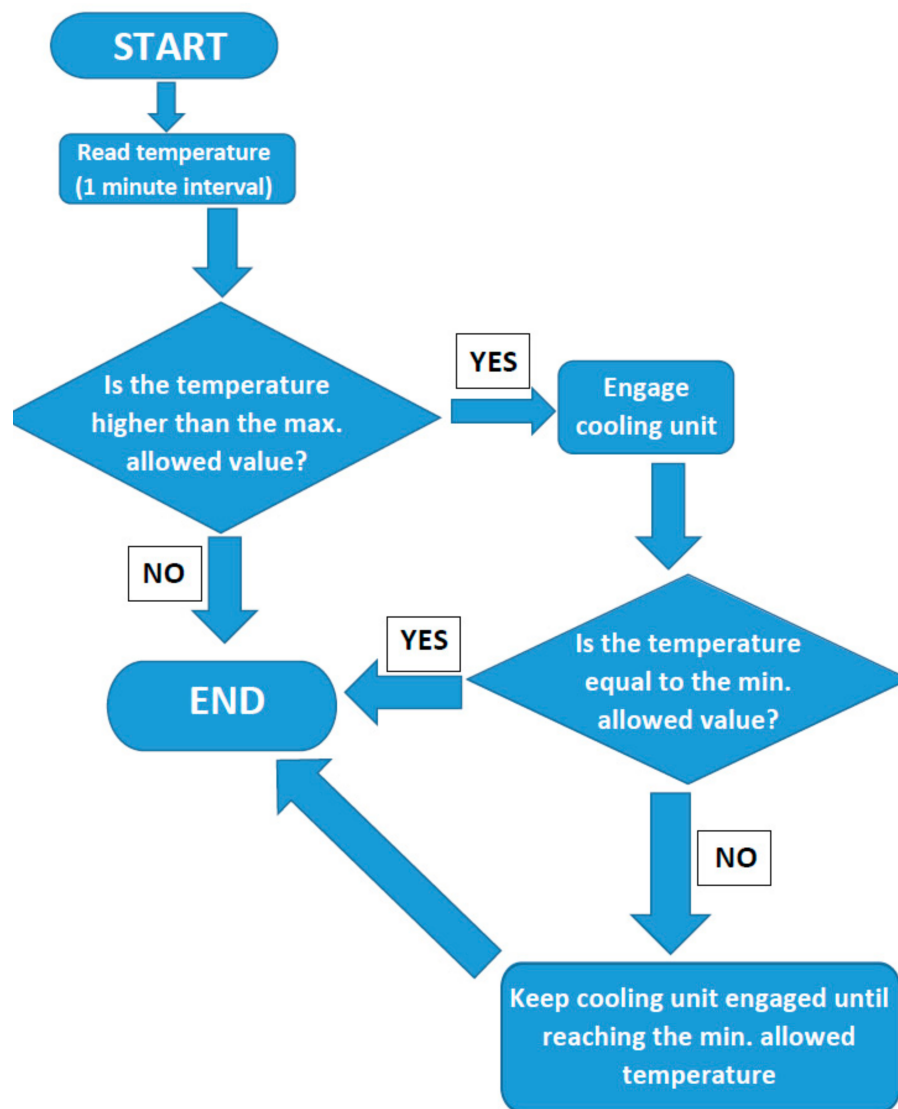 START
Read temperature
(1 minute interval)
Is the temperature
higher than the max.
allowed value?
YES
Engage
cooling unit
NO
YES
Is the temperature
equal to the min.
allowed value?
END
NO
Keep cooling unit engaged until
reaching the min. allowed
temperature